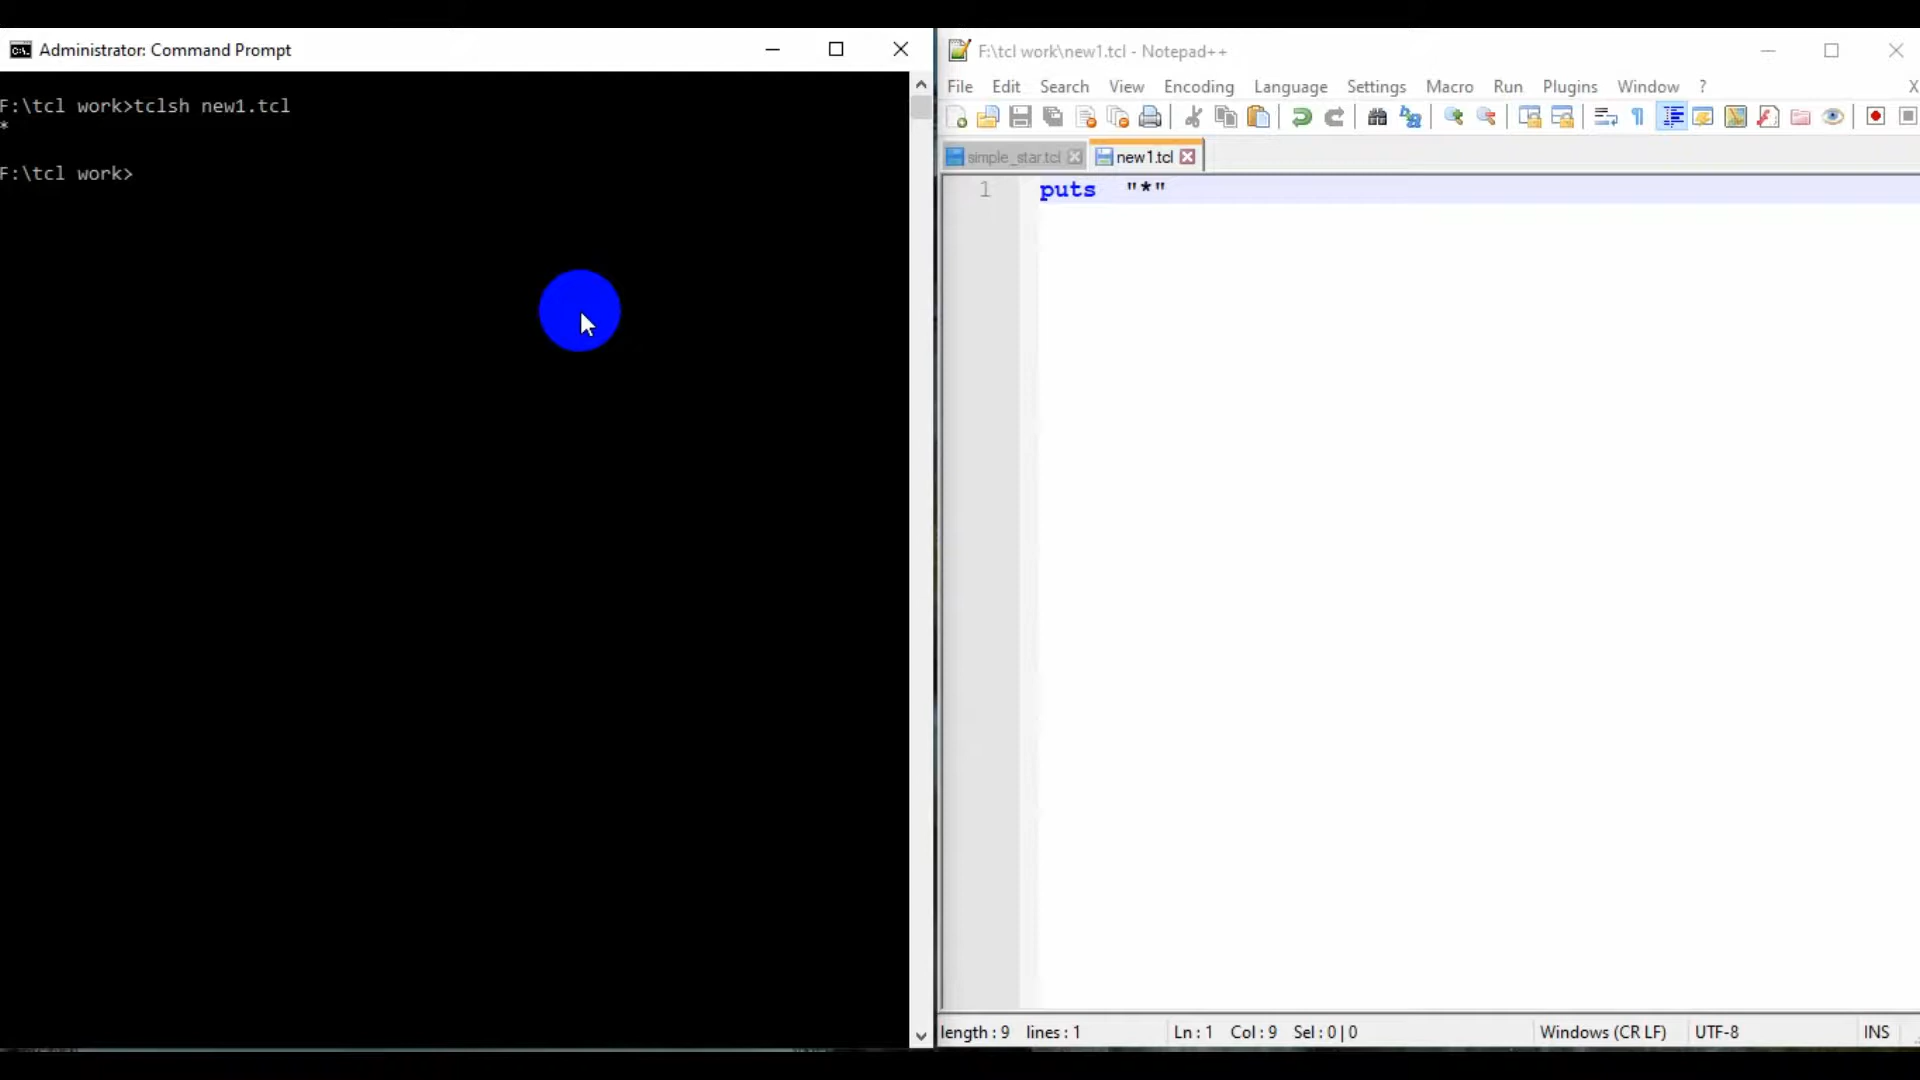 Administrator: Command Prompt
F:\tcl work>tclsh new1.tcl
*
F:\tcl work>
F:\tcl work\new1.tcl - Notepad++
File Edit Search View Encoding Language Settings Macro Run Plugins Window ? X
simple_star.tcl new1.tcl
1 puts  "*"
length : 9 lines : 1 Ln : 1 Col : 9 Sel : 0 | 0 Windows (CR LF) UTF-8 INS